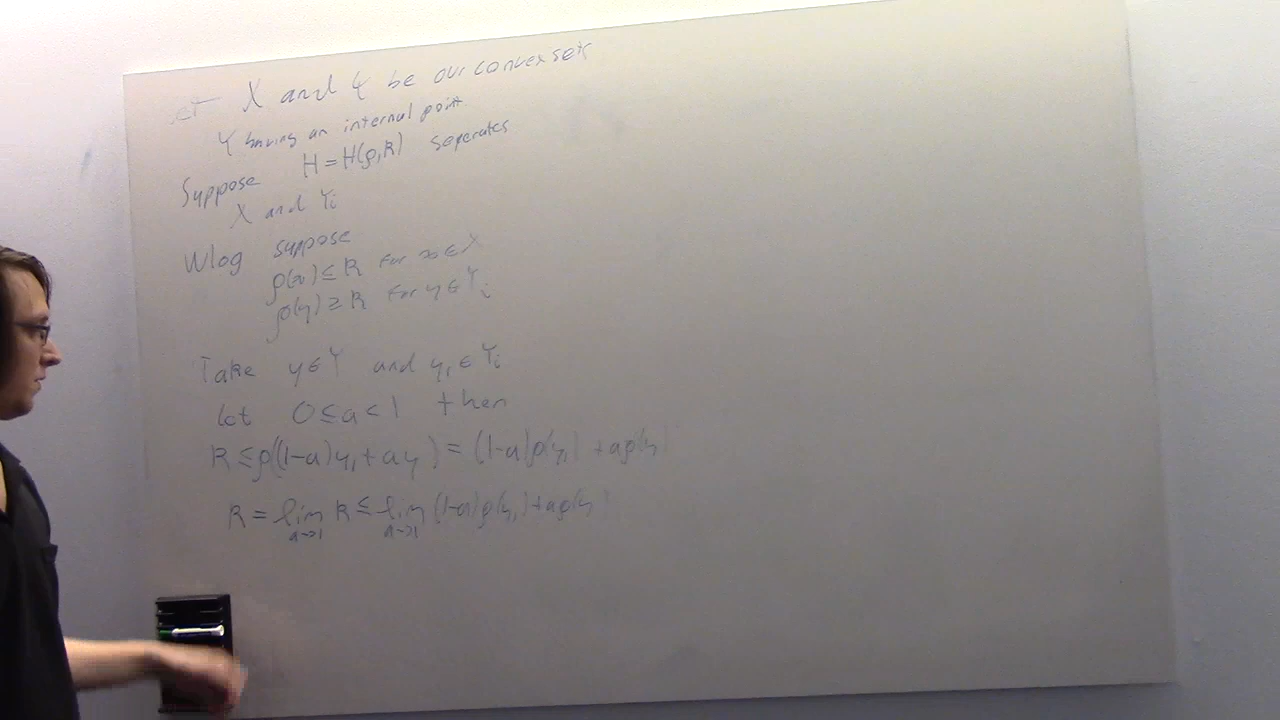 Let X and Y be our convex sets
Y having an internal point.
Suppose H = H(ρ,R) seperates
X and Yi
Wlog suppose
ρ(x) ≤ R for x ∈ X
ρ(y) ≥ R for y ∈ Yi
Take y ∈ Y and y₁ ∈ Yi
Let 0 ≤ a < 1 then
R ≤ ρ((1-a)y₁ + ay) = (1-a)ρ(y₁) + aρ(y)
R = lim R ≤ lim (1-a)ρ(y₁) + aρ(y)
a→1 a→1